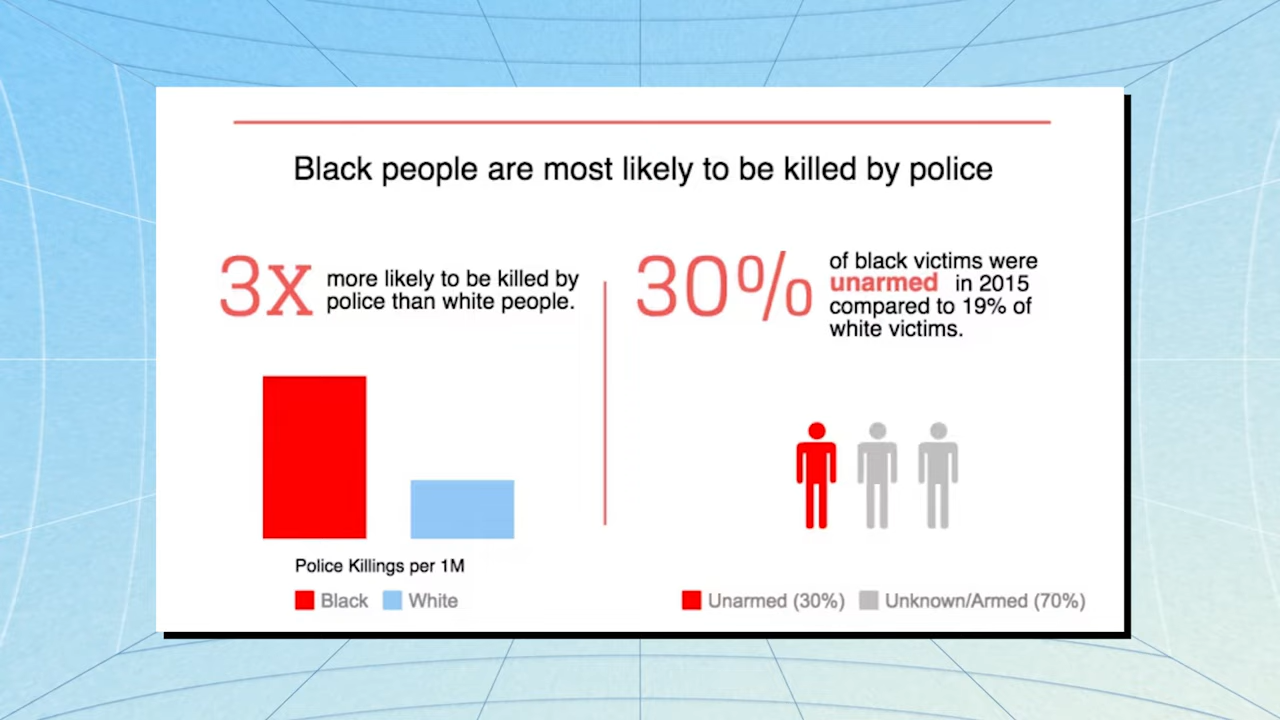 Black people are most likely to be killed by police
3x
more likely to be killed by
police than white people.
30%
of black victims were
unarmed in 2015
compared to 19% of
white victims.
Police Killings per 1M
Black White
Unarmed (30%) Unknown/Armed (70%)